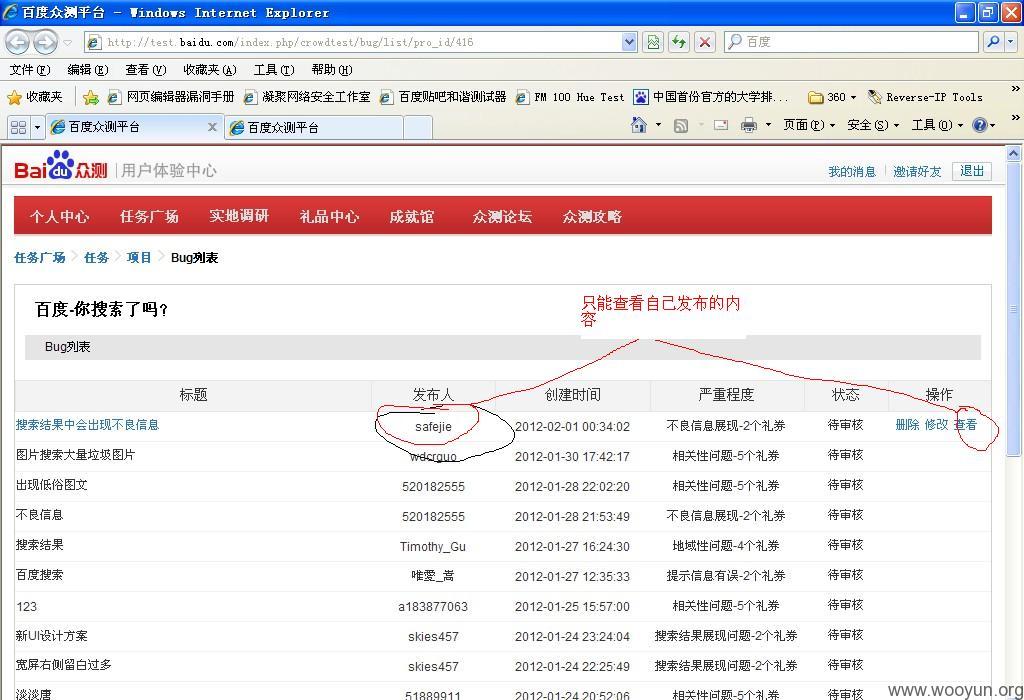 百度众测平台 - Windows Internet Explorer
http://test.baidu.com/index.php/crowdtest/bug/list/pro_id/416
百度
文件(F) 编辑(E) 查看(V) 收藏夹(A) 工具(T) 帮助(H)
收藏夹 网页编辑器漏洞手册 凝聚网络安全工作室 百度贴吧和谐测试器 FM 100 Hue Test 中国首份官方的大学排... 360 Reverse-IP Tools
百度众测平台 百度众测平台 页面(P) 安全(S) 工具(O)
Baidu众测 用户体验中心 我的消息 邀请好友 退出
个人中心 任务广场 实地调研 礼品中心 成就馆 众测论坛 众测攻略
任务广场 任务 项目 Bug列表
百度-你搜索了吗?
只能查看自己发布的内
容
Bug列表
标题 发布人 创建时间 严重程度 状态 操作
搜索结果中会出现不良信息 safejie 2012-02-01 00:34:02 不良信息展现-2个礼券 待审核 删除 修改 查看
图片搜索大量垃圾图片 wdcrguo 2012-01-30 17:42:17 相关性问题-5个礼券 待审核
出现低俗图文 520182555 2012-01-28 22:02:20 相关性问题-5个礼券 待审核
不良信息 520182555 2012-01-28 21:53:49 不良信息展现-2个礼券 待审核
搜索结果 Timothy_Gu 2012-01-27 16:24:30 地域性问题-4个礼券 待审核
百度搜索 唯愛_嵩 2012-01-27 12:35:33 提示信息有误-2个礼券 待审核
123 a183877063 2012-01-25 15:57:00 相关性问题-5个礼券 待审核
新UI设计方案 skies457 2012-01-24 23:24:04 搜索结果展现问题-2个礼券 待审核
宽屏右侧留白过多 skies457 2012-01-24 22:25:49 搜索结果展现问题-2个礼券 待审核
淡淡唐 51889911 2012-01-24 20:52:06 相关性问题-5个礼券 待审核
www.wooyun.org